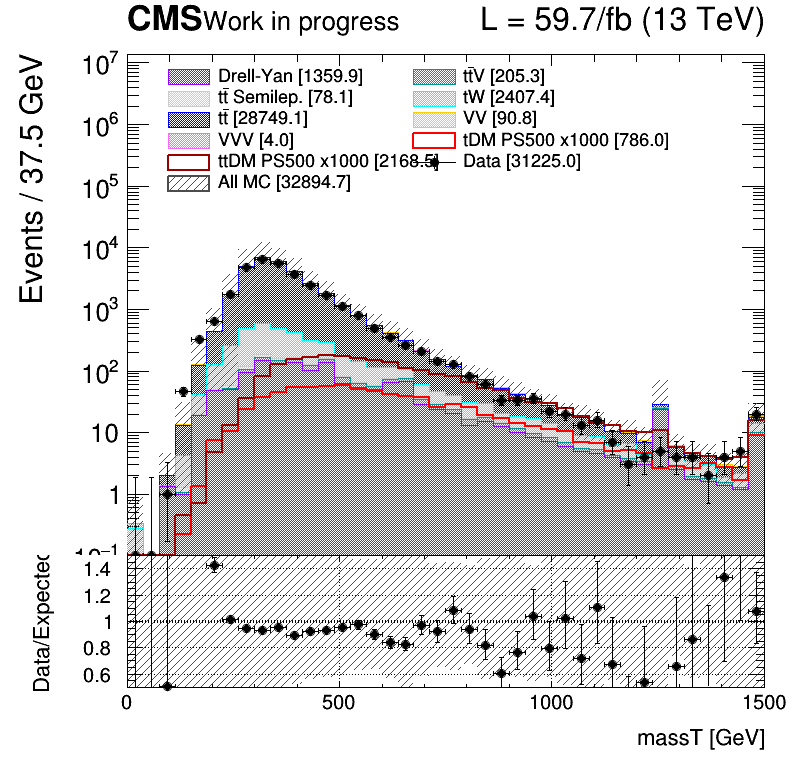 CMS Work in progress L = 59.7/fb (13 TeV)
Events / 37.5 GeV
10⁷
10⁶
10⁵
10⁴
10³
10²
10
1
10⁻¹
Drell-Yan [1359.9] tt̄V [205.3]
tt̄ Semilep. [78.1] tW [2407.4]
tt̄ [28749.1] VV [90.8]
VVV [4.0] tDM PS500 x1000 [786.0]
ttDM PS500 x1000 [2168.5] Data [31225.0]
All MC [32894.7]
Data/Expected
1.4
1.2
1
0.8
0.6
0 500 1000 1500
massT [GeV]